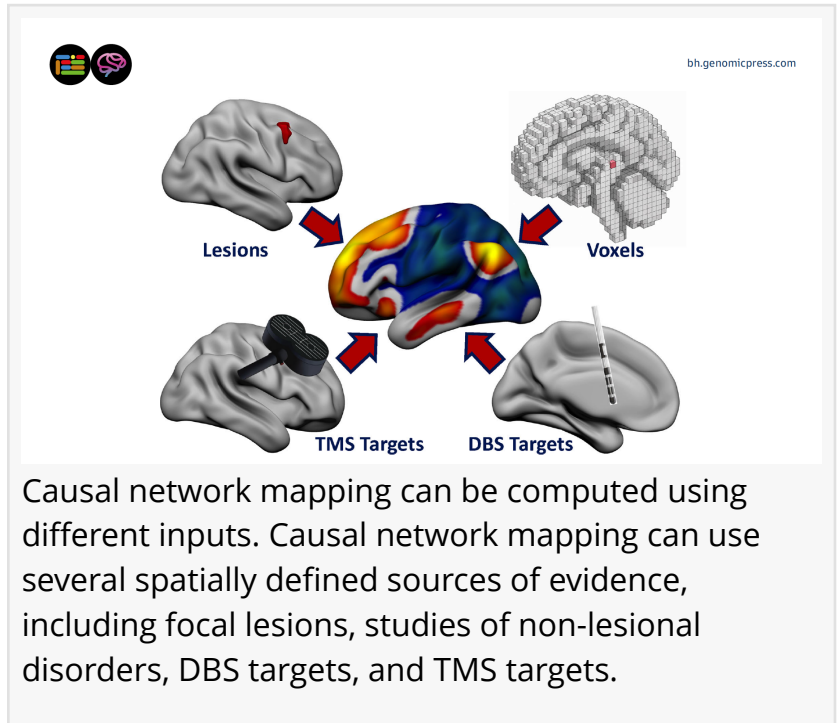 bh.genomicpress.com
Lesions
Voxels
TMS Targets
DBS Targets
Causal network mapping can be computed using
different inputs. Causal network mapping can use
several spatially defined sources of evidence,
including focal lesions, studies of non-lesional
disorders, DBS targets, and TMS targets.